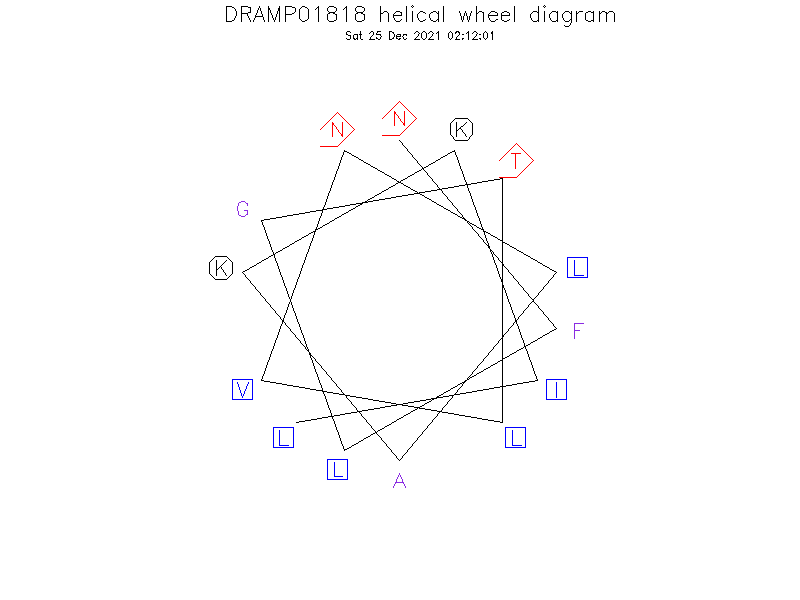 DRAMP01818 helical wheel diagram
Sat 25 Dec 2021 02:12:01
N
N
K
T
G
K
L
F
V
I
L
L
L
A